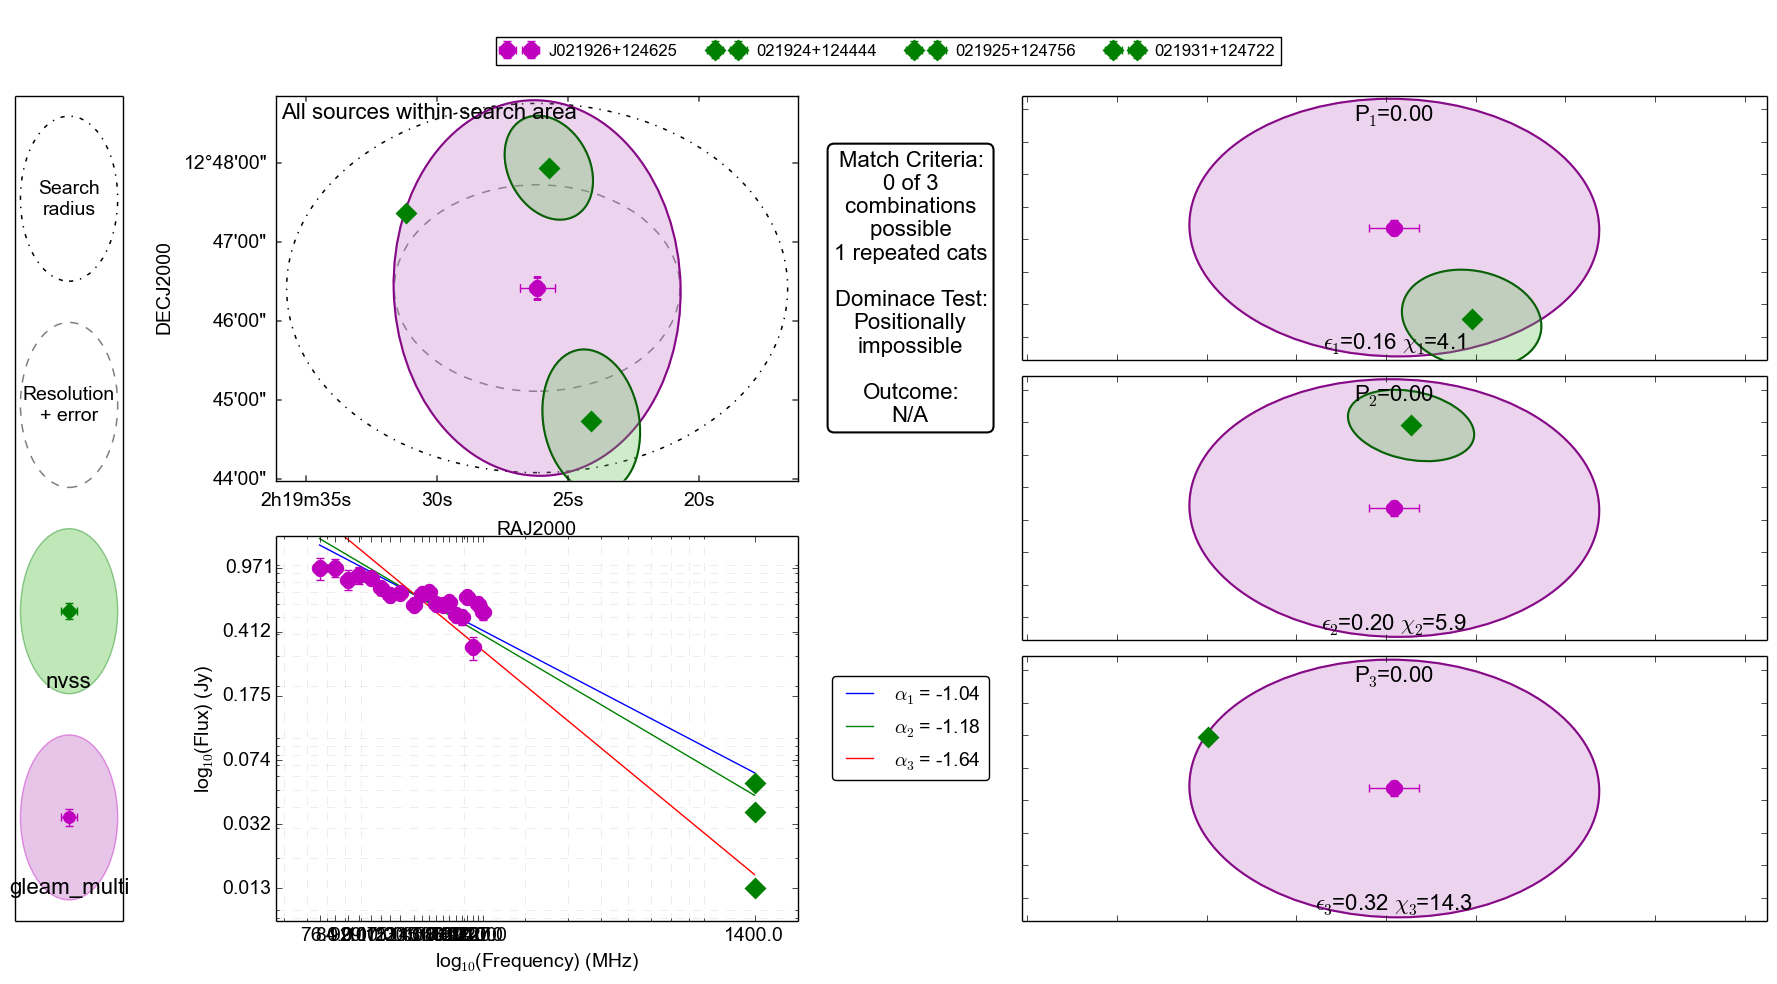 J021926+124625
021924+124444
021925+124756
021931+124722
Search
radius
Resolution
+ error
nvss
gleam_multi
All sources within search area
12°48'00"
47'00"
46'00"
45'00"
44'00"
DECJ2000
2h19m35s
30s
25s
20s
RAJ2000
Match Criteria:
0 of 3
combinations
possible
1 repeated cats
Dominace Test:
Positionally
impossible
Outcome:
N/A
P1=0.00
ϵ1=0.16 χ1=4.1
P2=0.00
ϵ2=0.20 χ2=5.9
P3=0.00
ϵ3=0.32 χ3=14.3
0.971
0.412
0.175
0.074
0.032
0.013
log10(Flux) (Jy)
1400.0
log10(Frequency) (MHz)
α1 = -1.04
α2 = -1.18
α3 = -1.64